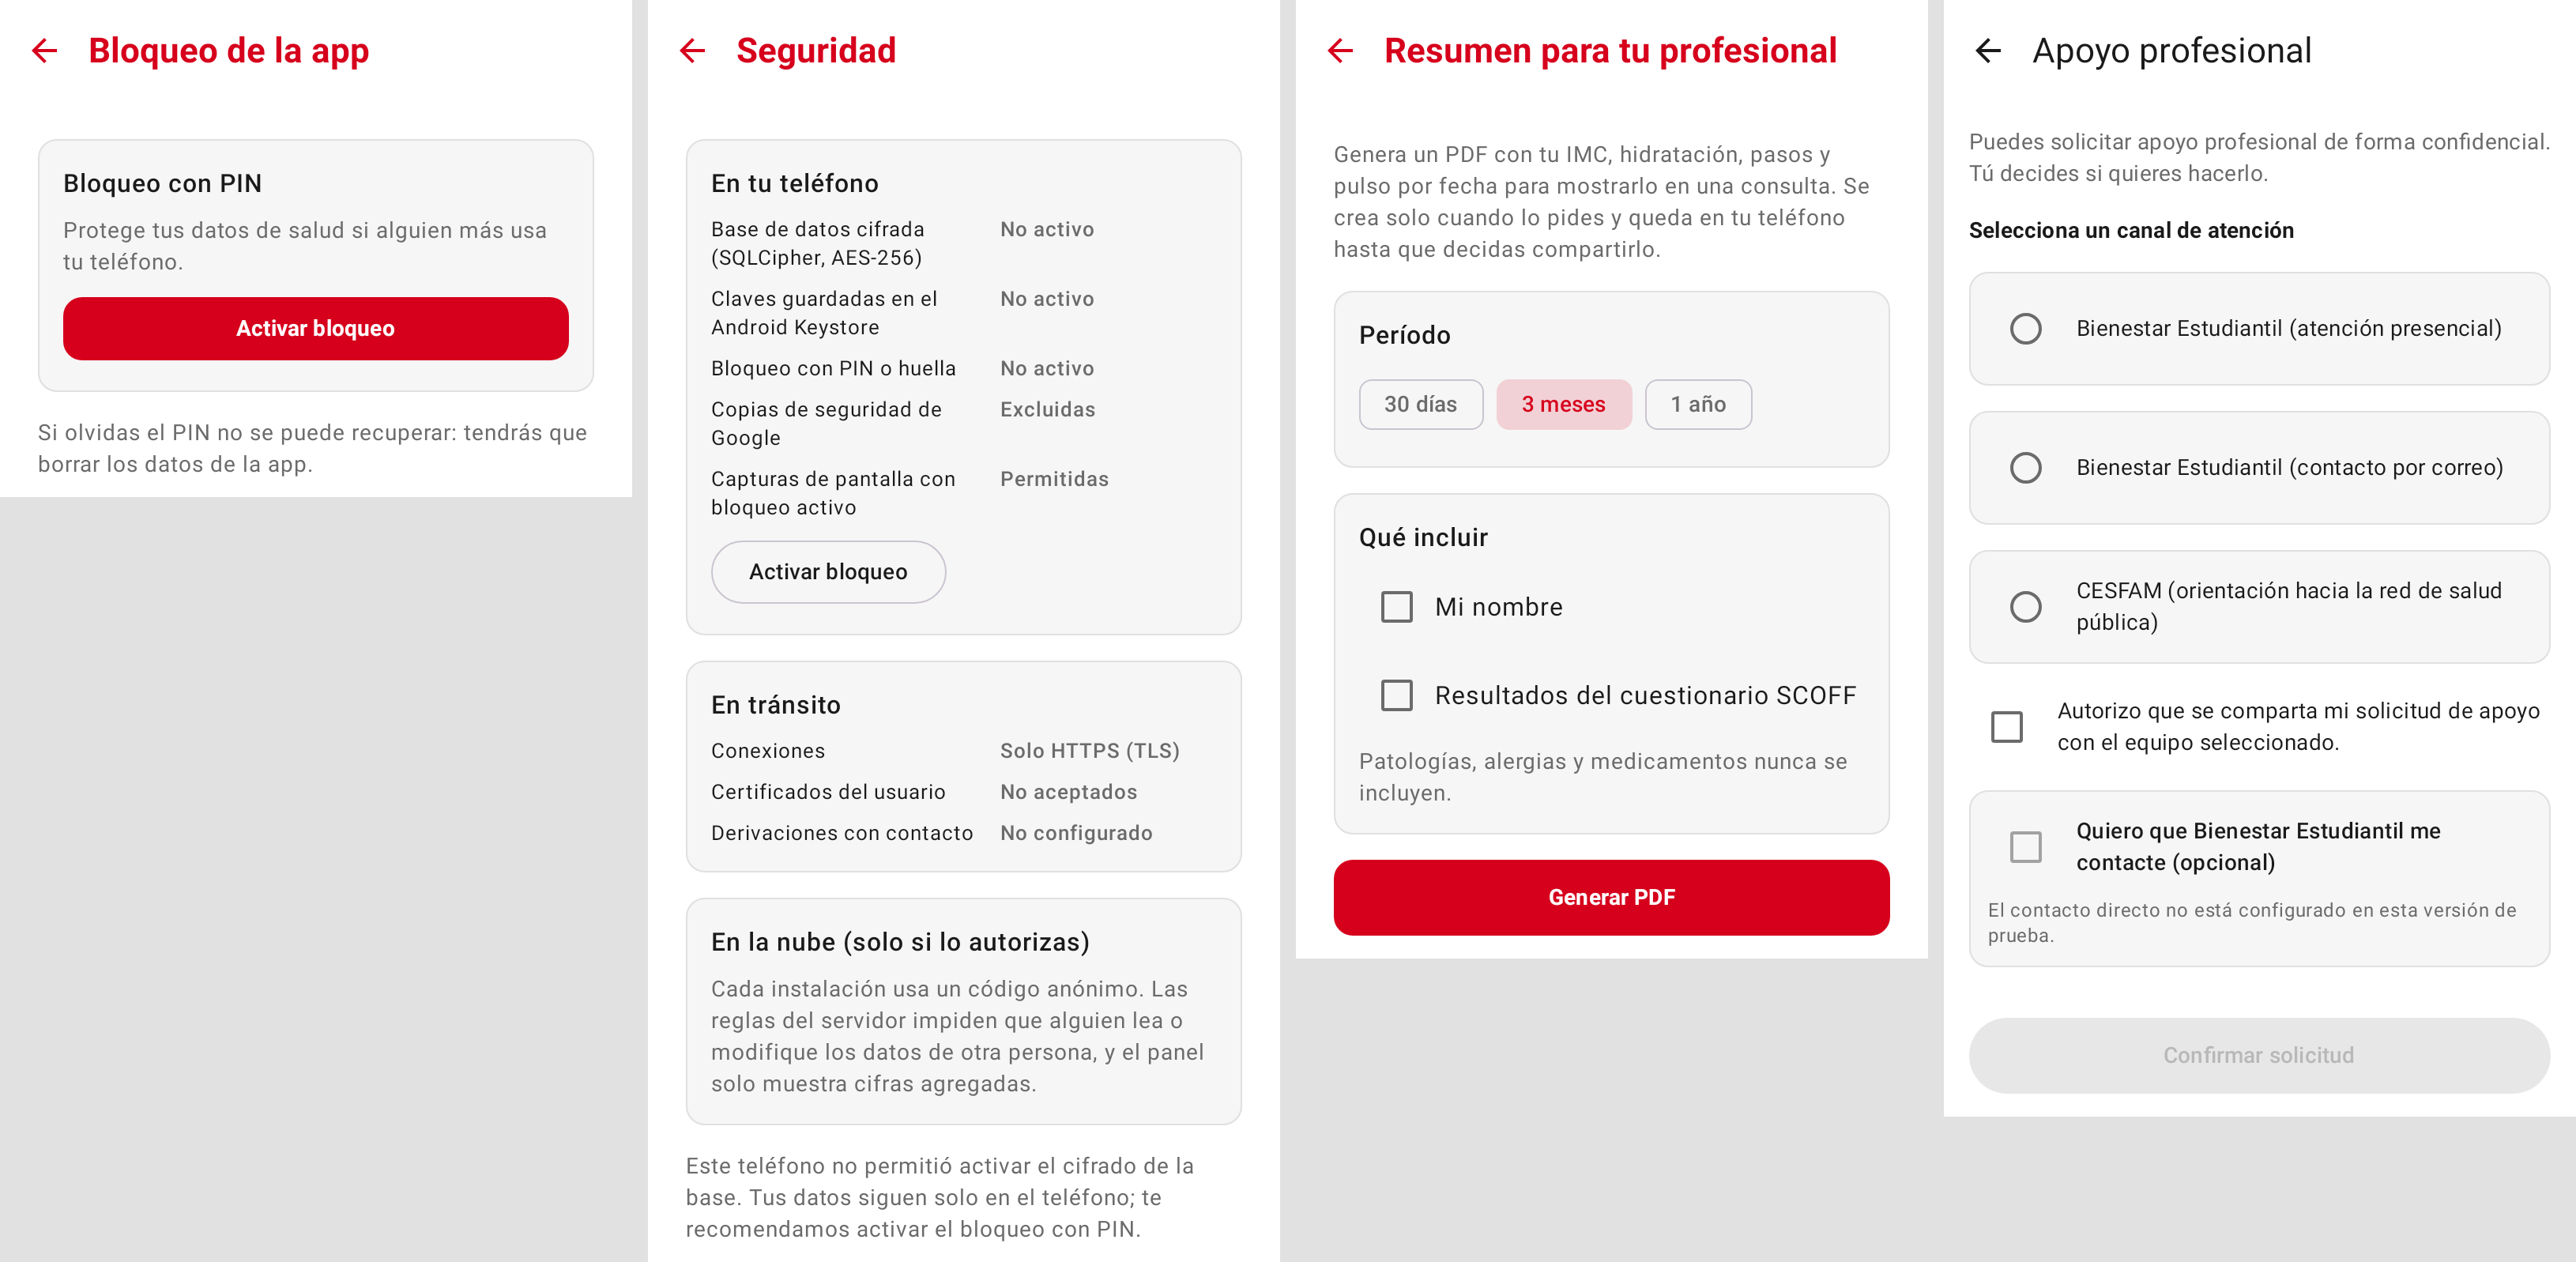 Bloqueo de la app
Bloqueo con PIN
Protege tus datos de salud si alguien más usa
tu teléfono.
Activar bloqueo
Si olvidas el PIN no se puede recuperar: tendrás que
borrar los datos de la app.
Seguridad
En tu teléfono
Base de datos cifrada
(SQLCipher, AES-256)
No activo
Claves guardadas en el
Android Keystore
No activo
Bloqueo con PIN o huella
No activo
Copias de seguridad de
Google
Excluidas
Capturas de pantalla con
bloqueo activo
Permitidas
Activar bloqueo
En tránsito
Conexiones
Solo HTTPS (TLS)
Certificados del usuario
No aceptados
Derivaciones con contacto
No configurado
En la nube (solo si lo autorizas)
Cada instalación usa un código anónimo. Las
reglas del servidor impiden que alguien lea o
modifique los datos de otra persona, y el panel
solo muestra cifras agregadas.
Este teléfono no permitió activar el cifrado de la
base. Tus datos siguen solo en el teléfono; te
recomendamos activar el bloqueo con PIN.
Resumen para tu profesional
Genera un PDF con tu IMC, hidratación, pasos y
pulso por fecha para mostrarlo en una consulta. Se
crea solo cuando lo pides y queda en tu teléfono
hasta que decidas compartirlo.
Período
30 días
3 meses
1 año
Qué incluir
Mi nombre
Resultados del cuestionario SCOFF
Patologías, alergias y medicamentos nunca se
incluyen.
Generar PDF
Apoyo profesional
Puedes solicitar apoyo profesional de forma confidencial.
Tú decides si quieres hacerlo.
Selecciona un canal de atención
Bienestar Estudiantil (atención presencial)
Bienestar Estudiantil (contacto por correo)
CESFAM (orientación hacia la red de salud
pública)
Autorizo que se comparta mi solicitud de apoyo
con el equipo seleccionado.
Quiero que Bienestar Estudiantil me
contacte (opcional)
El contacto directo no está configurado en esta versión de
prueba.
Confirmar solicitud